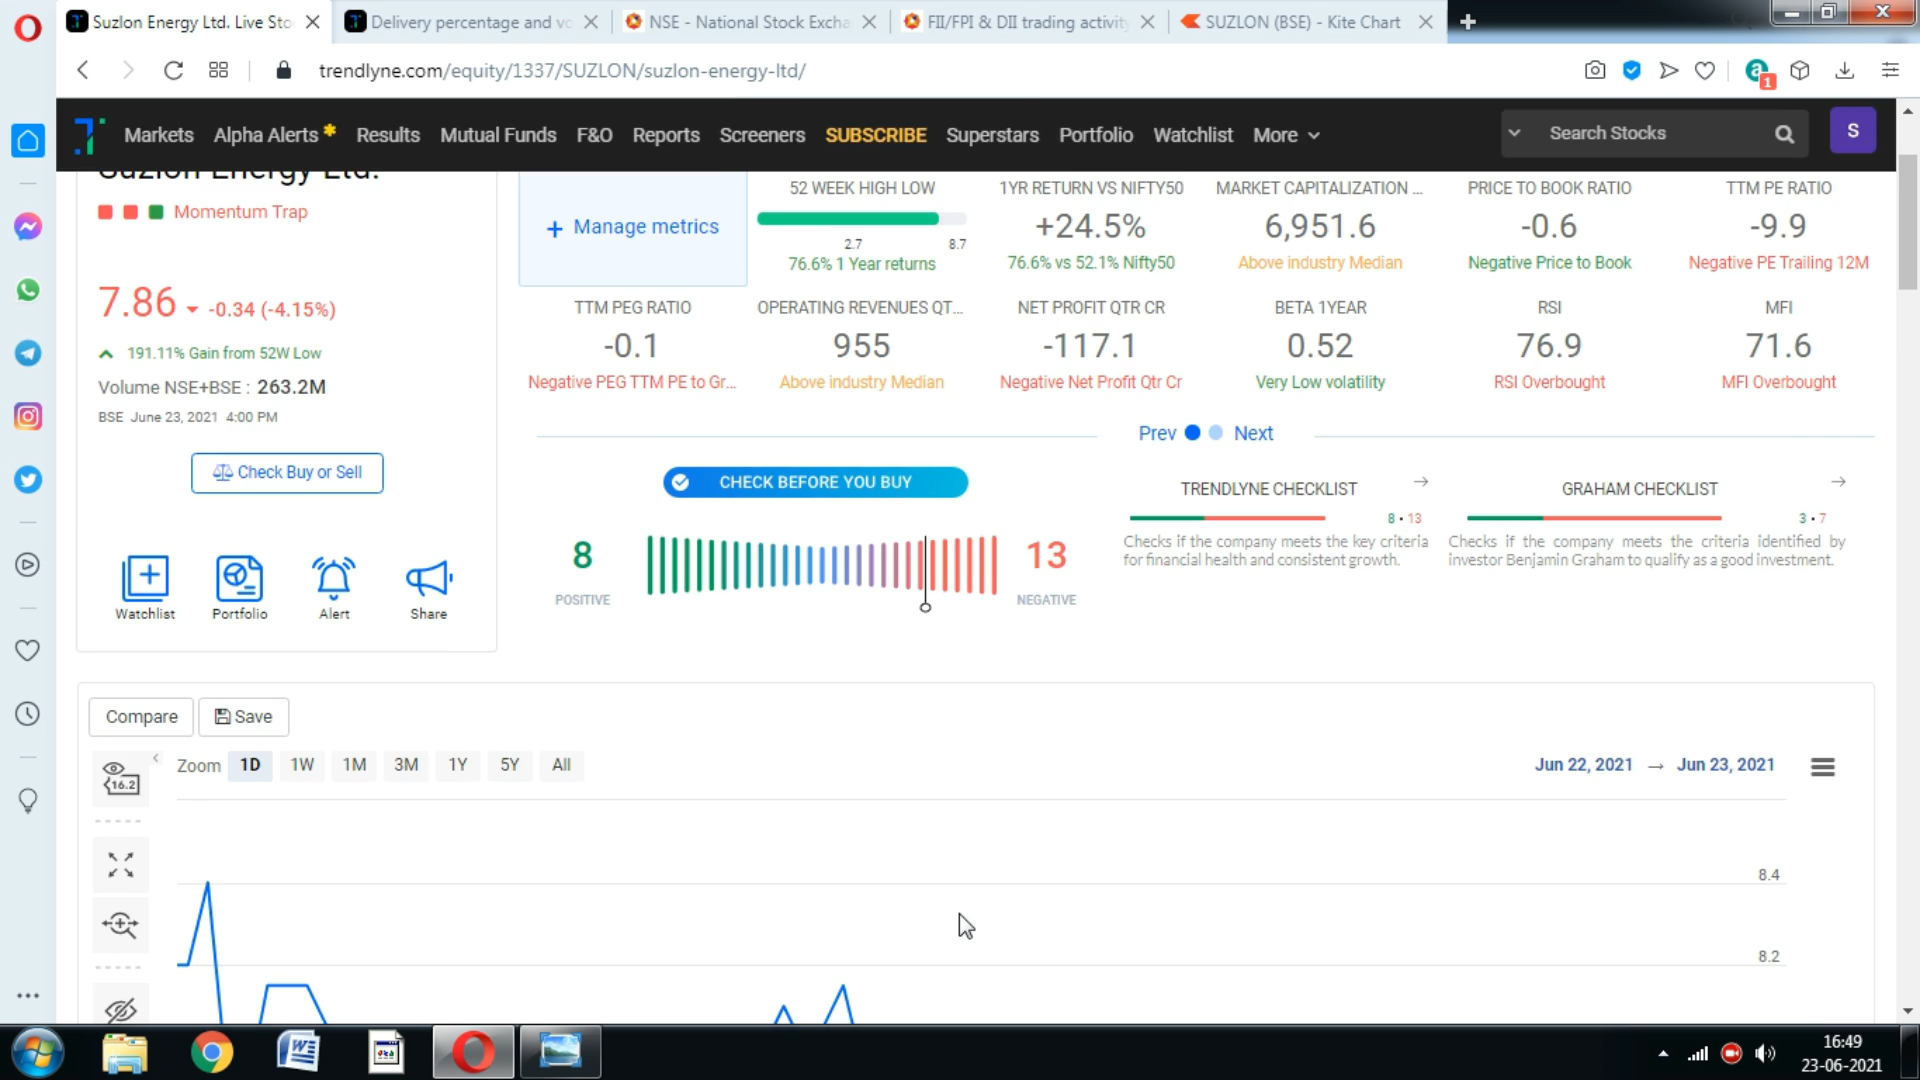 Suzlon Energy Ltd. Live Sto
Delivery percentage and vo
NSE - National Stock Excha
FII/FPI & DII trading activity
SUZLON (BSE) - Kite Chart
trendlyne.com/equity/1337/SUZLON/suzlon-energy-ltd/
1
Markets Alpha Alerts Results Mutual Funds F&O Reports Screeners SUBSCRIBE Superstars Portfolio Watchlist More
Search Stocks
S
Suzlon Energy Ltd.
Momentum Trap
7.86 -0.34 (-4.15%)
191.11% Gain from 52W Low
Volume NSE+BSE : 263.2M
BSE June 23, 2021 4:00 PM
Check Buy or Sell
Watchlist Portfolio Alert Share
+ Manage metrics
52 WEEK HIGH LOW
2.7 8.7
76.6% 1 Year returns
1YR RETURN VS NIFTY50
+24.5%
76.6% vs 52.1% Nifty50
MARKET CAPITALIZATION ...
6,951.6
Above industry Median
PRICE TO BOOK RATIO
-0.6
Negative Price to Book
TTM PE RATIO
-9.9
Negative PE Trailing 12M
TTM PEG RATIO
-0.1
Negative PEG TTM PE to Gr...
OPERATING REVENUES QT...
955
Above industry Median
NET PROFIT QTR CR
-117.1
Negative Net Profit Qtr Cr
BETA 1YEAR
0.52
Very Low volatility
RSI
76.9
RSI Overbought
MFI
71.6
MFI Overbought
Prev Next
CHECK BEFORE YOU BUY
8
POSITIVE
13
NEGATIVE
TRENDLYNE CHECKLIST
8 • 13
Checks if the company meets the key criteria
for financial health and consistent growth.
GRAHAM CHECKLIST
3 • 7
Checks if the company meets the criteria identified by
investor Benjamin Graham to qualify as a good investment.
Compare Save
16.2
Zoom 1D 1W 1M 3M 1Y 5Y All
Jun 22, 2021 → Jun 23, 2021
8.4
8.2
16:49
23-06-2021